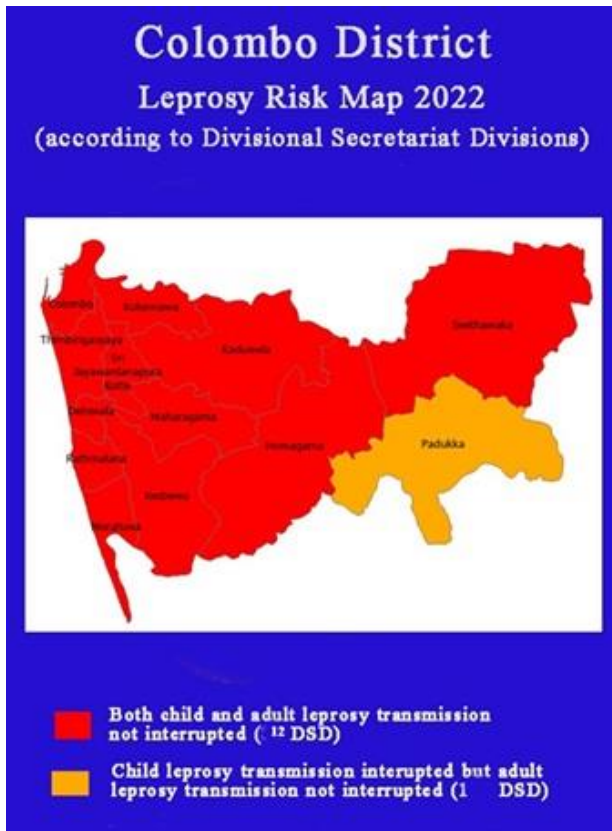 Colombo District
Leprosy Risk Map 2022
(according to Divisional Secretariat Divisions)
Colombo
Kolonnawa
Thimbirigasyaya
Kaduwela
Seethawaka
Sri
Jayawardanapura
Kotte
Dehiwala
Maharagama
Homagama
Padukka
Rathmalana
Kesbewa
Moratuwa
Both child and adult leprosy transmission
not interrupted ( 12 DSD)
Child leprosy transmission interupted but adult
leprosy transmission not interrupted (1 DSD)